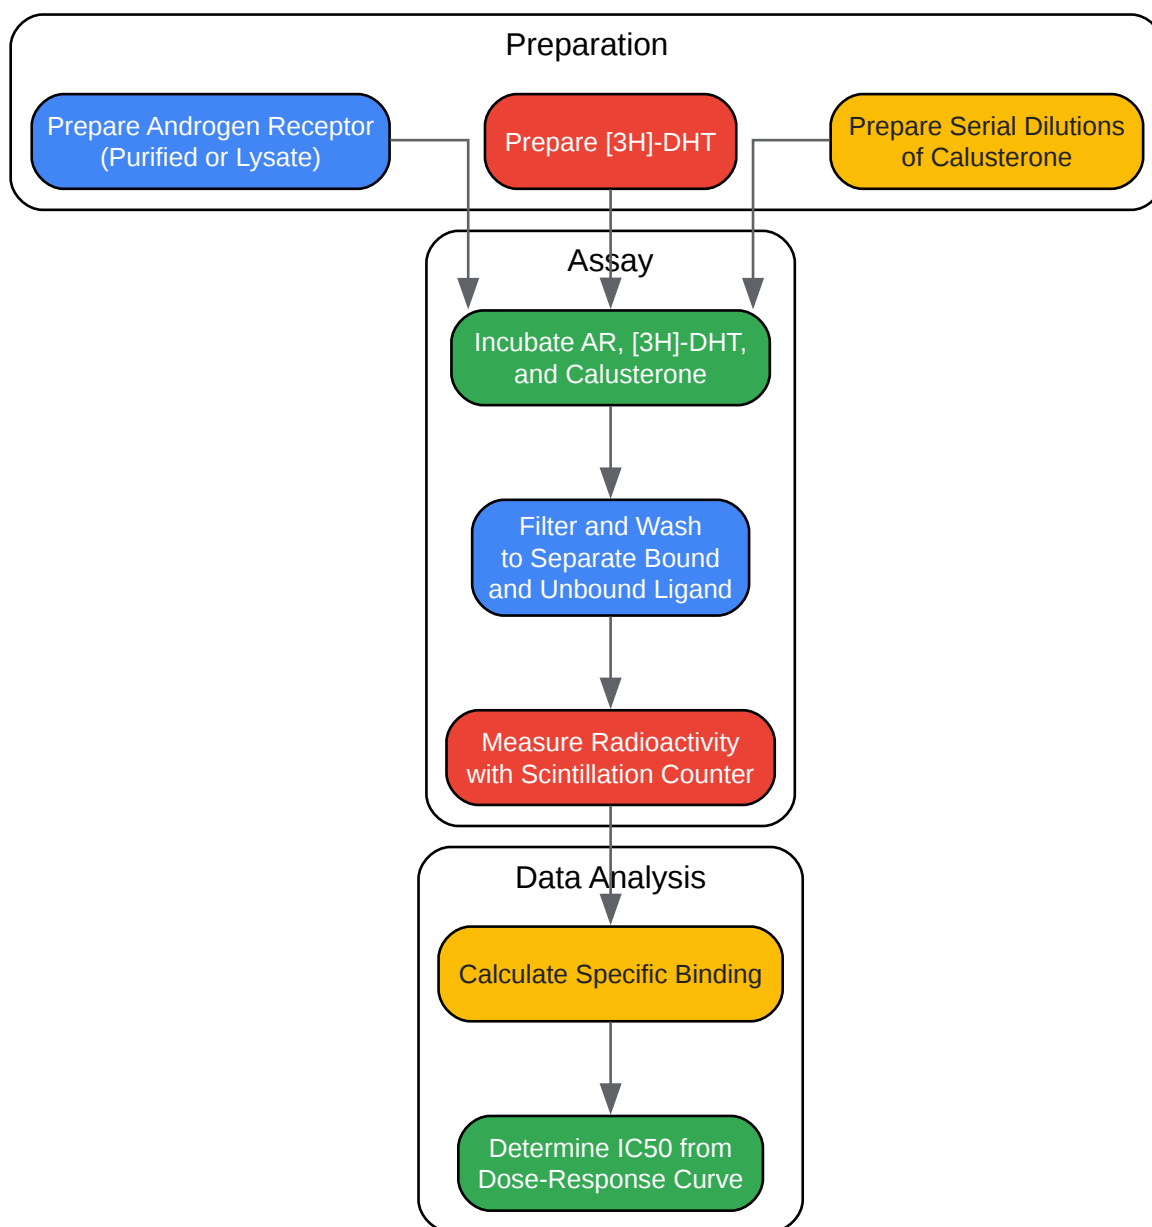 Preparation
Prepare Androgen Receptor
(Purified or Lysate)
Prepare [3H]-DHT
Prepare Serial Dilutions
of Calusterone
Assay
Incubate AR, [3H]-DHT,
and Calusterone
Filter and Wash
to Separate Bound
and Unbound Ligand
Measure Radioactivity
with Scintillation Counter
Data Analysis
Calculate Specific Binding
Determine IC50 from
Dose-Response Curve